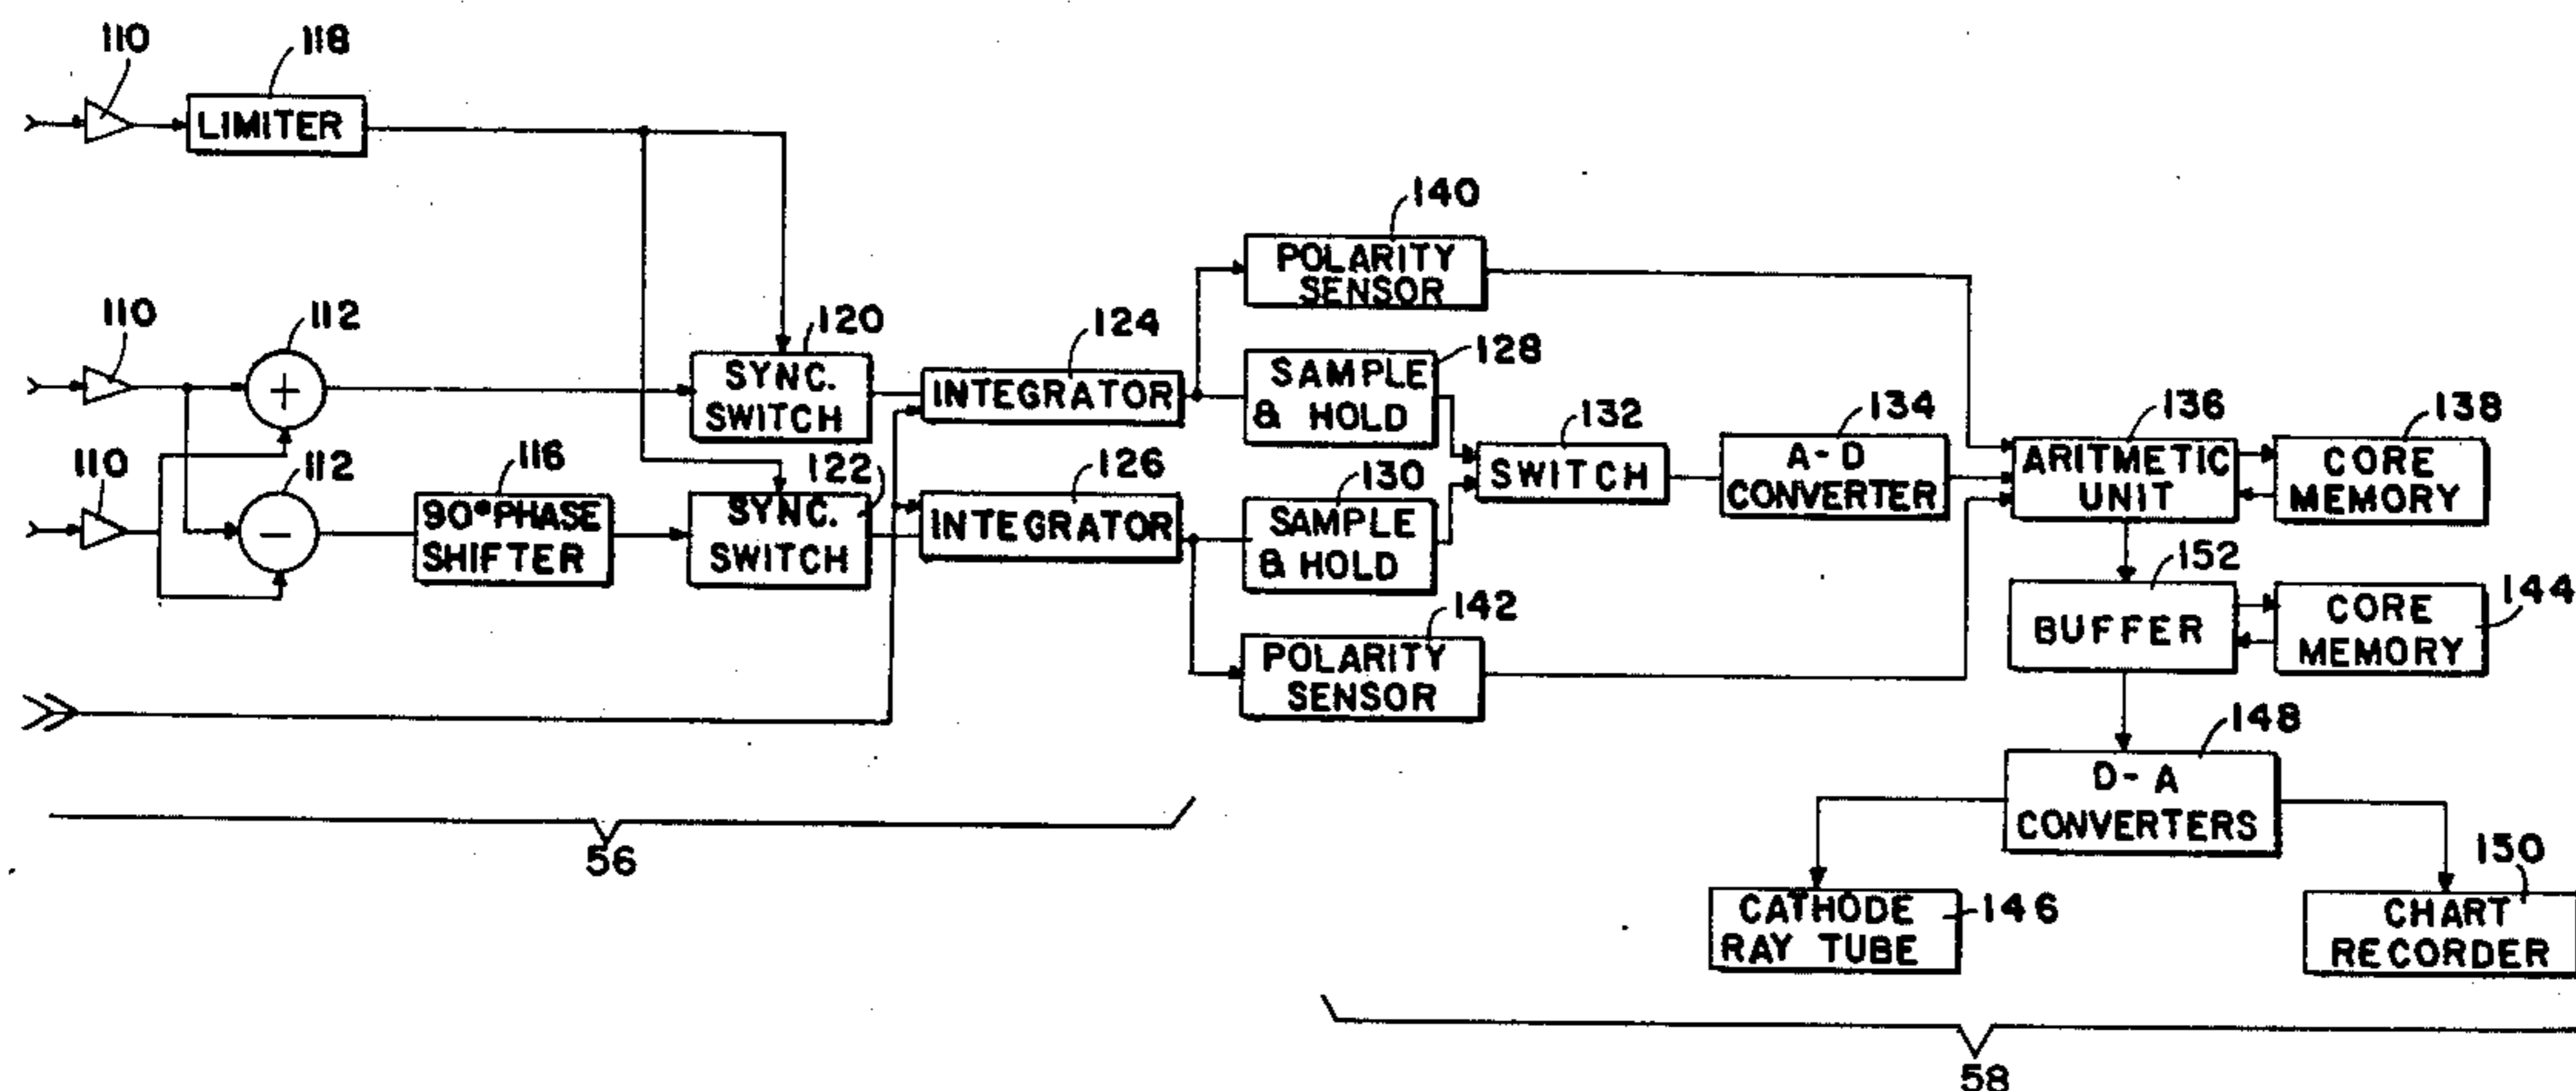 110
118
LIMITER
110
112
+
120
SYNC.
SWITCH
110
112
−
116
90° PHASE
SHIFTER
122
SYNC.
SWITCH
124
INTEGRATOR
126
INTEGRATOR
140
POLARITY
SENSOR
128
SAMPLE
& HOLD
130
SAMPLE
& HOLD
142
POLARITY
SENSOR
132
SWITCH
134
A-D
CONVERTER
136
ARITMETIC
UNIT
138
CORE
MEMORY
152
BUFFER
144
CORE
MEMORY
148
D-A
CONVERTERS
146
CATHODE
RAY TUBE
150
CHART
RECORDER
56
58